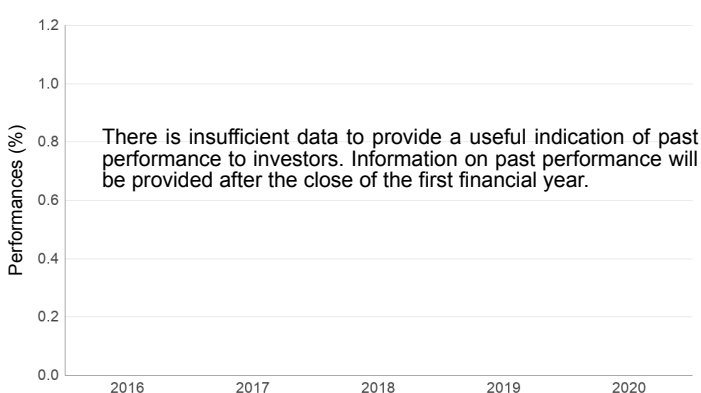 1.2
1.0
Performances (%)
0.8
There is insufficient data to provide a useful indication of past
performance to investors. Information on past performance will
be provided after the close of the first financial year.
0.6
0.4
0.2
0.0
2016 2017 2018 2019 2020